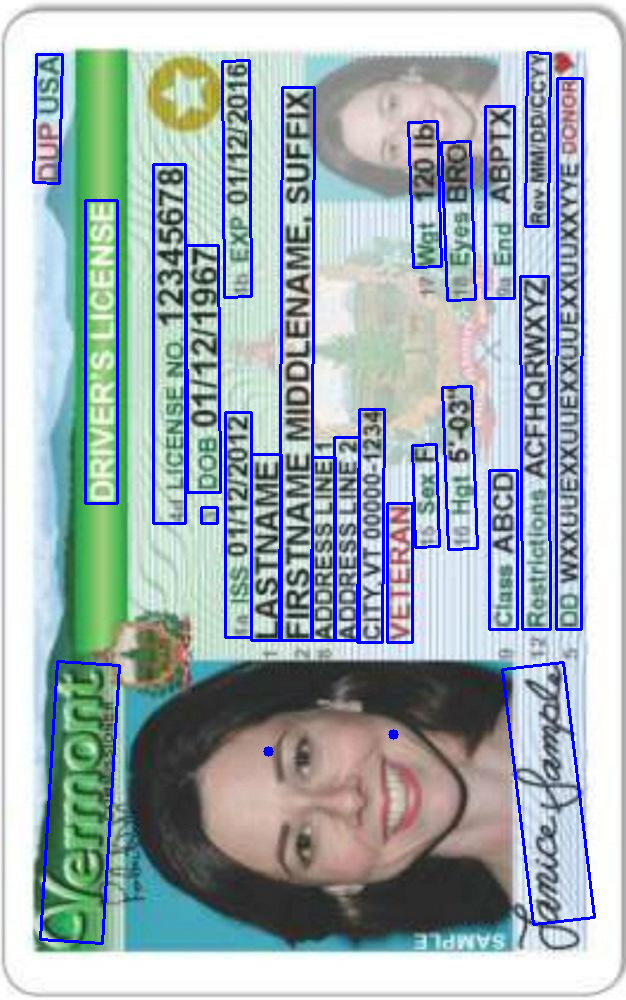 Vermont
DUP USA
DRIVER'S LICENSE
4d LICENSE NO. 12345678
3 DOB 01/12/1967
4a ISS 01/12/2012
4b EXP 01/12/2016
1 LASTNAME
2 FIRSTNAME MIDDLENAME, SUFFIX
8 ADDRESS LINE 1
ADDRESS LINE 2
CITY, VT 00000-1234
VETERAN
15 Sex F
17 Wgt 120 lb
16 Hgt 5'-03"
18 Eyes BRO
9 Class ABCD
9a End ABPTX
12 Restrictions ACFHQRWXYZ
Rev MM/DD/CCYY
5 DD WXXUUEXXUUEXXUUEXXUUXXYYE DONOR
SAMPLE
Janice Sample